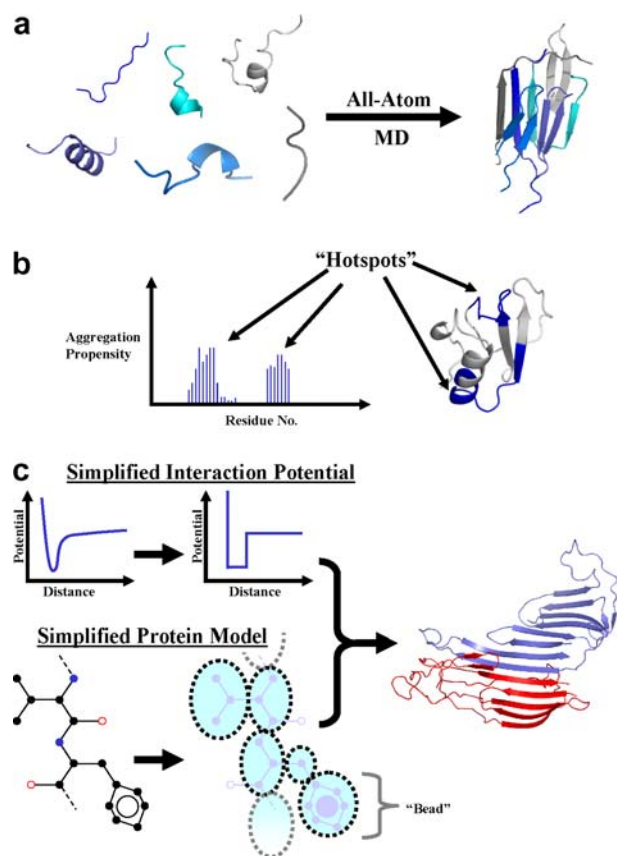 a
All-Atom
MD
b
"Hotspots"
Aggregation
Propensity
Residue No.
c
Simplified Interaction Potential
Potential
Distance
Potential
Distance
Simplified Protein Model
"Bead"